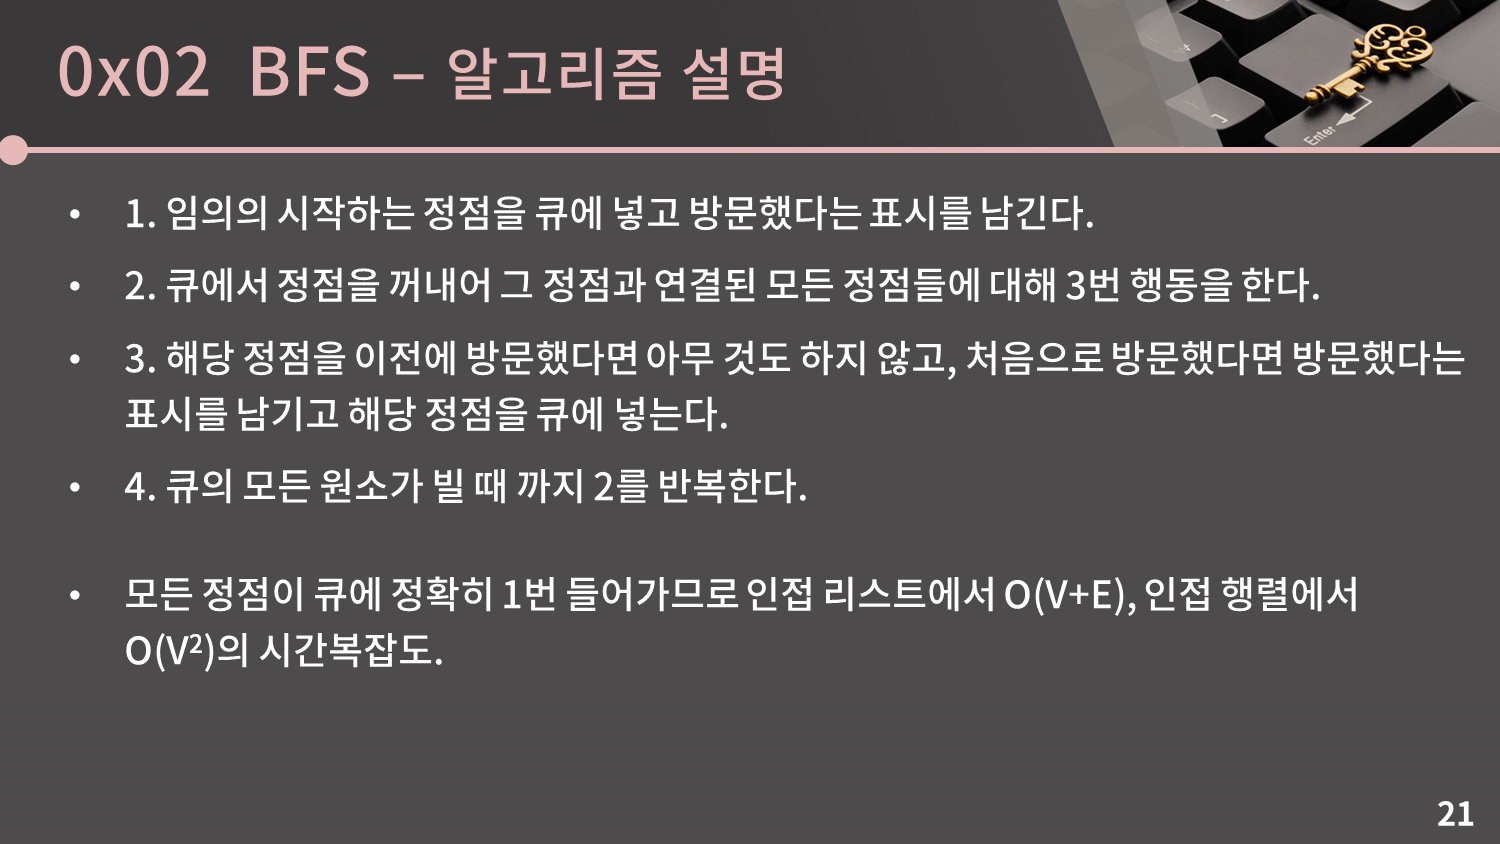 0x02 BFS – 알고리즘 설명
• 1. 임의의 시작하는 정점을 큐에 넣고 방문했다는 표시를 남긴다.
• 2. 큐에서 정점을 꺼내어 그 정점과 연결된 모든 정점들에 대해 3번 행동을 한다.
• 3. 해당 정점을 이전에 방문했다면 아무 것도 하지 않고, 처음으로 방문했다면 방문했다는
표시를 남기고 해당 정점을 큐에 넣는다.
• 4. 큐의 모든 원소가 빌 때 까지 2를 반복한다.
• 모든 정점이 큐에 정확히 1번 들어가므로 인접 리스트에서 O(V+E), 인접 행렬에서
O(V²)의 시간복잡도.
Enter
21